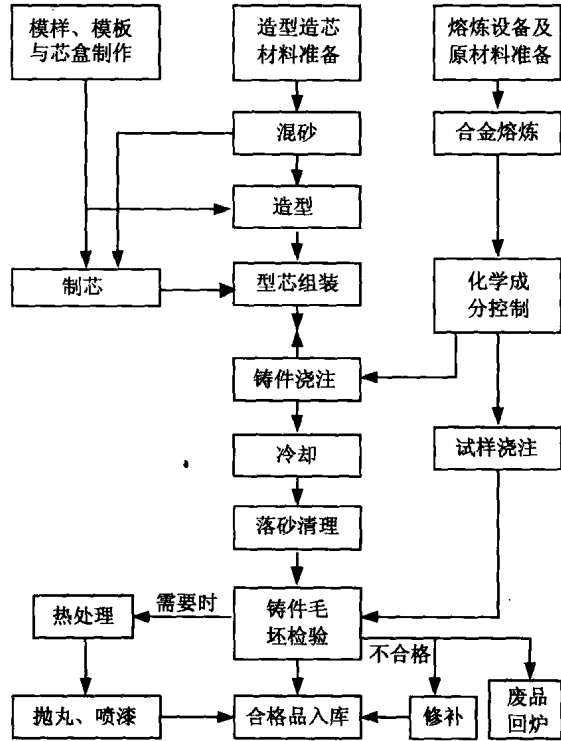 模样、模板
与芯盒制作
造型造芯
材料准备
熔炼设备及
原材料准备
混砂
合金熔炼
造型
制芯
型芯组装
化学成
分控制
铸件浇注
冷却
试样浇注
落砂清理
热处理
需要时
铸件毛
坯检验
不合格
抛丸、喷漆
合格品入库
修补
废品
回炉